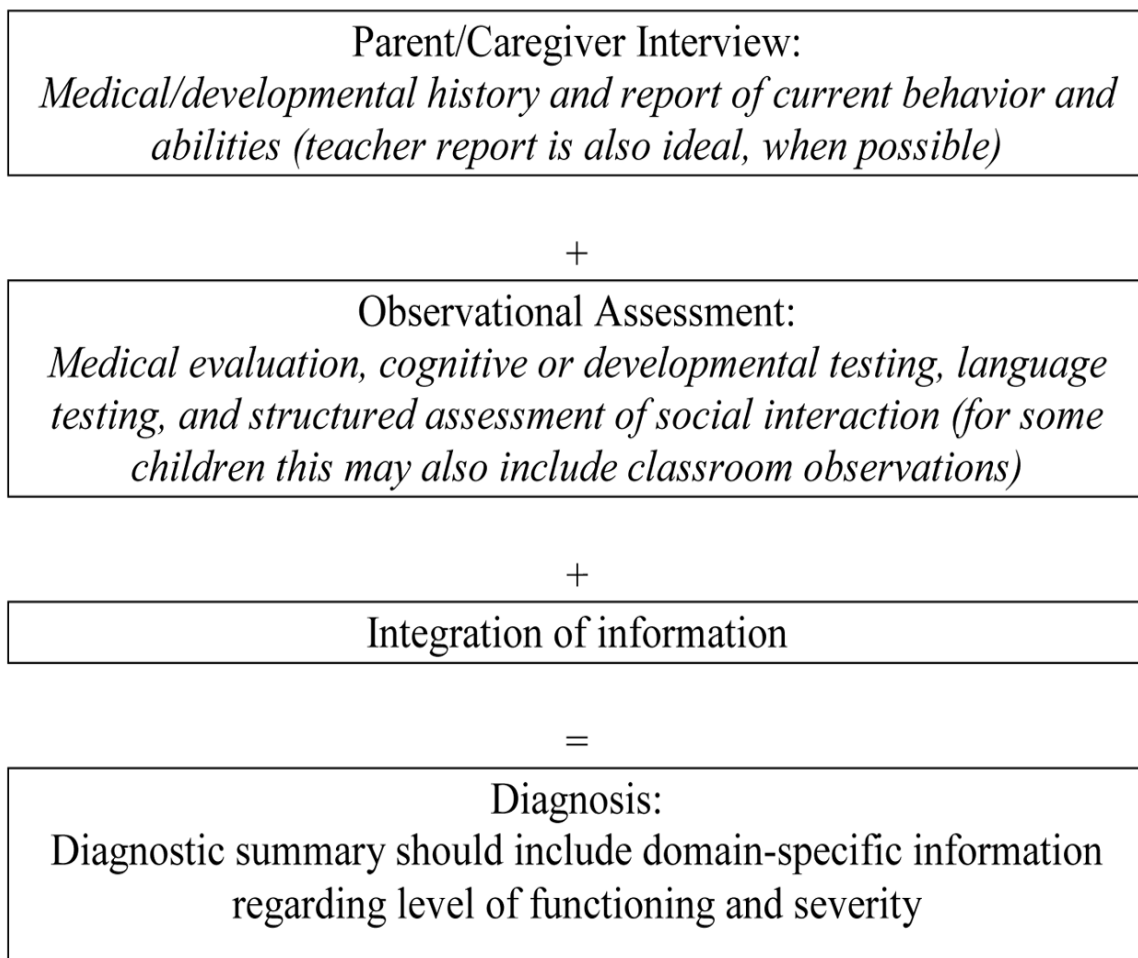 Parent/Caregiver Interview:
Medical/developmental history and report of current behavior and
abilities (teacher report is also ideal, when possible)
+
Observational Assessment:
Medical evaluation, cognitive or developmental testing, language
testing, and structured assessment of social interaction (for some
children this may also include classroom observations)
+
Integration of information
=
Diagnosis:
Diagnostic summary should include domain-specific information
regarding level of functioning and severity